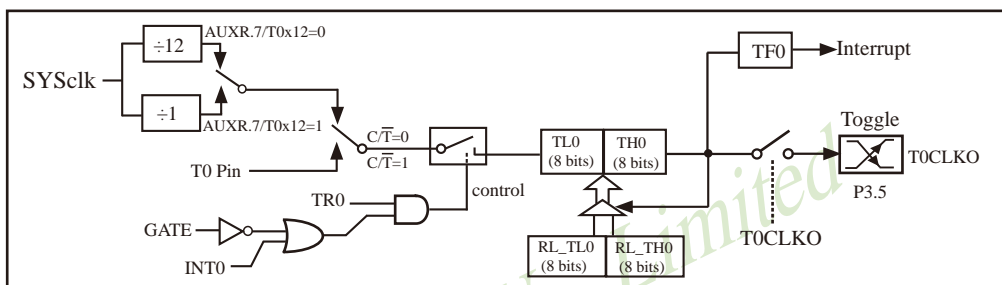 AUXR.7/T0x12=0
÷12
SYSclk
÷1
AUXR.7/T0x12=1
T0 Pin
C/T̅=0
C/T̅=1
TR0
control
GATE
INT0
TL0
(8 bits)
TH0
(8 bits)
RL_TL0
(8 bits)
RL_TH0
(8 bits)
TF0
Interrupt
Toggle
T0CLKO
P3.5
T0CLKO
Limited